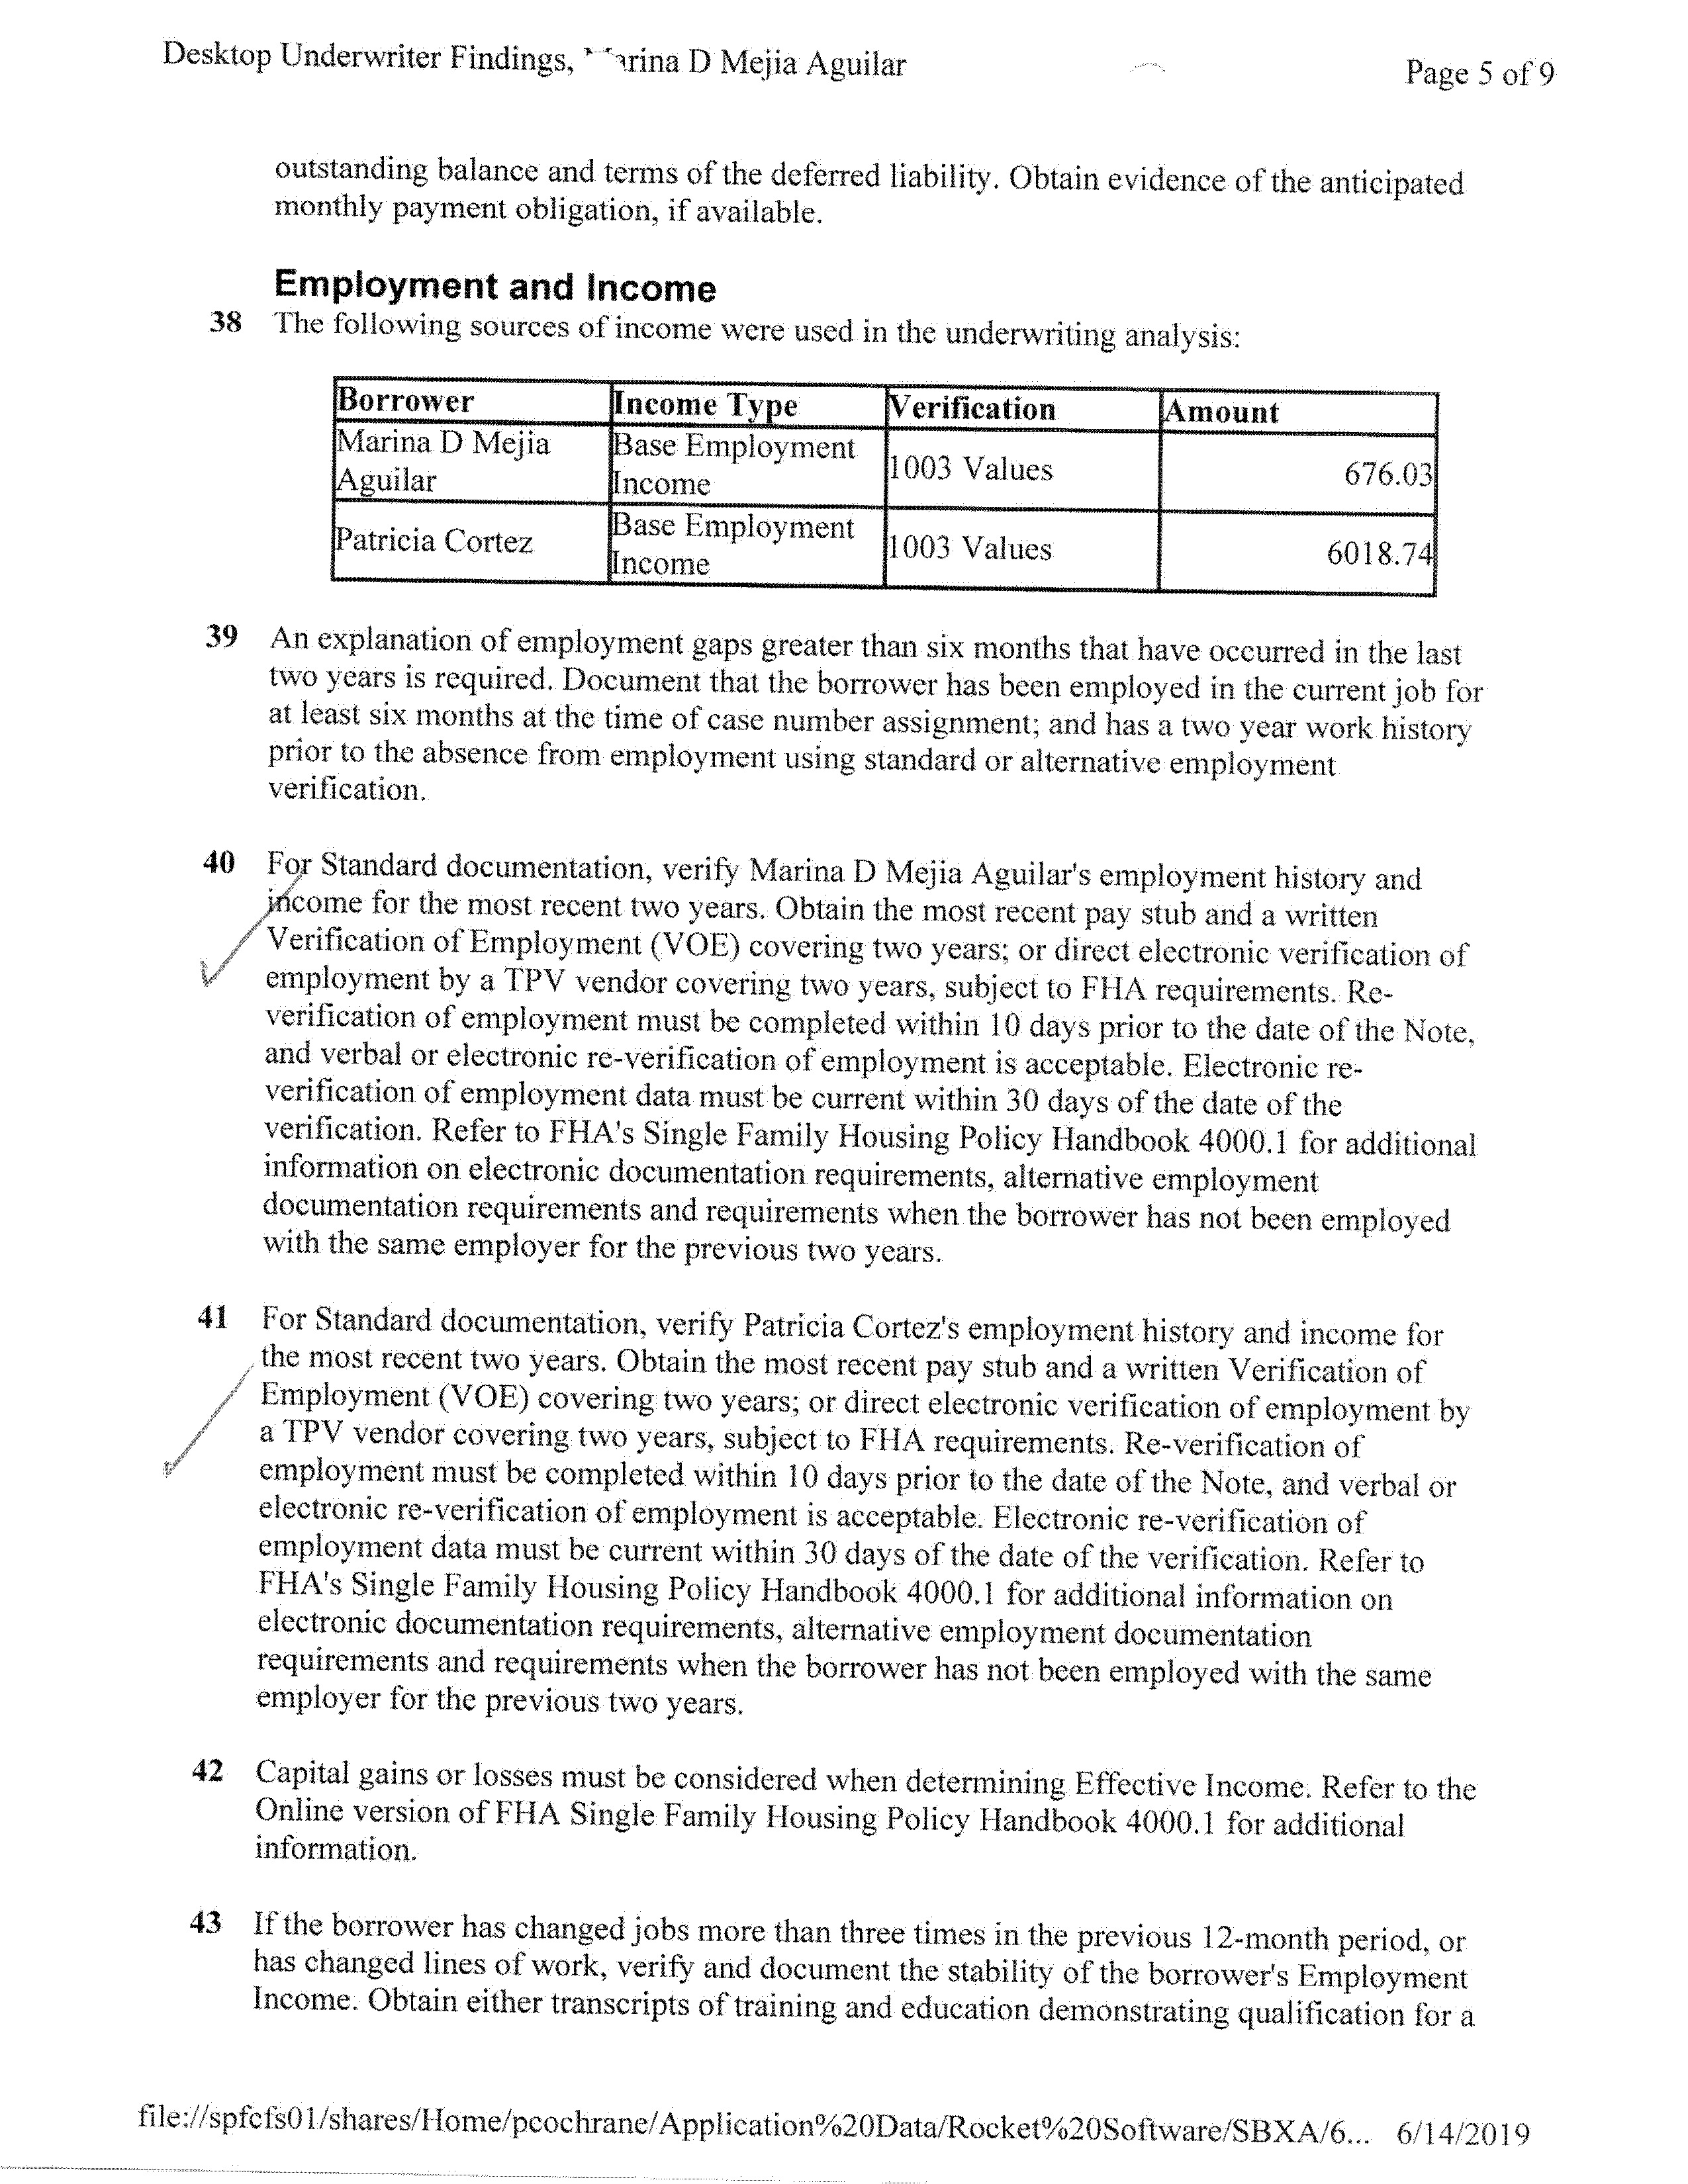 Desktop Underwriter Findings, arina D Mejia Aguilar
Page 5 of 9
outstanding balance and terms of the deferred liability. Obtain evidence of the anticipated
monthly payment obligation, if available.
Employment and Income
38 The following sources of income were used in the underwriting analysis:
Borrower Income Type Verification Amount
Marina D Mejia Aguilar Base Employment Income 1003 Values 676.03
Patricia Cortez Base Employment Income 1003 Values 6018.74
39 An explanation of employment gaps greater than six months that have occurred in the last
two years is required. Document that the borrower has been employed in the current job for
at least six months at the time of case number assignment; and has a two year work history
prior to the absence from employment using standard or alternative employment
verification.
40 For Standard documentation, verify Marina D Mejia Aguilar's employment history and
income for the most recent two years. Obtain the most recent pay stub and a written
Verification of Employment (VOE) covering two years; or direct electronic verification of
employment by a TPV vendor covering two years, subject to FHA requirements. Re-
verification of employment must be completed within 10 days prior to the date of the Note,
and verbal or electronic re-verification of employment is acceptable. Electronic re-
verification of employment data must be current within 30 days of the date of the
verification. Refer to FHA's Single Family Housing Policy Handbook 4000.1 for additional
information on electronic documentation requirements, alternative employment
documentation requirements and requirements when the borrower has not been employed
with the same employer for the previous two years.
41 For Standard documentation, verify Patricia Cortez's employment history and income for
the most recent two years. Obtain the most recent pay stub and a written Verification of
Employment (VOE) covering two years; or direct electronic verification of employment by
a TPV vendor covering two years, subject to FHA requirements. Re-verification of
employment must be completed within 10 days prior to the date of the Note, and verbal or
electronic re-verification of employment is acceptable. Electronic re-verification of
employment data must be current within 30 days of the date of the verification. Refer to
FHA's Single Family Housing Policy Handbook 4000.1 for additional information on
electronic documentation requirements, alternative employment documentation
requirements and requirements when the borrower has not been employed with the same
employer for the previous two years.
42 Capital gains or losses must be considered when determining Effective Income. Refer to the
Online version of FHA Single Family Housing Policy Handbook 4000.1 for additional
information.
43 If the borrower has changed jobs more than three times in the previous 12-month period, or
has changed lines of work, verify and document the stability of the borrower's Employment
Income. Obtain either transcripts of training and education demonstrating qualification for a
file://spfcfs01/shares/Home/pcochrane/Application%20Data/Rocket%20Software/SBXA/6... 6/14/2019